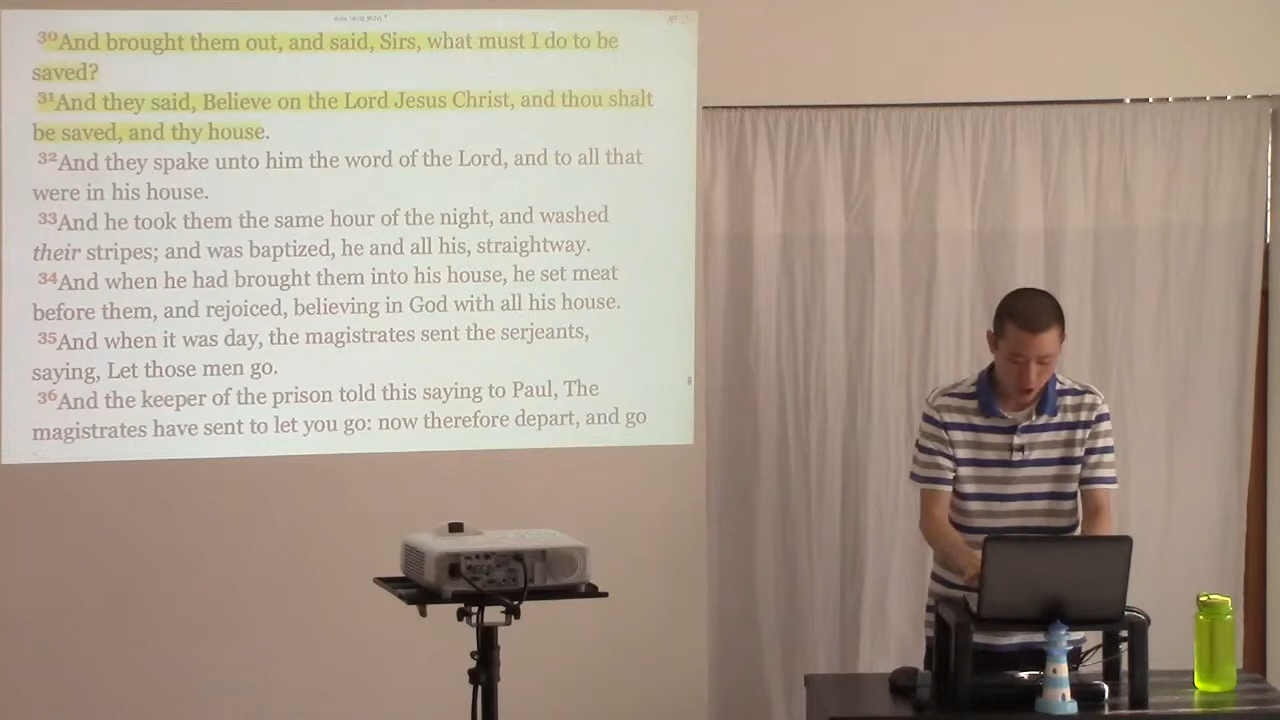 30And brought them out, and said, Sirs, what must I do to be
saved?
31And they said, Believe on the Lord Jesus Christ, and thou shalt
be saved, and thy house.
32And they spake unto him the word of the Lord, and to all that
were in his house.
33And he took them the same hour of the night, and washed
their stripes; and was baptized, he and all his, straightway.
34And when he had brought them into his house, he set meat
before them, and rejoiced, believing in God with all his house.
35And when it was day, the magistrates sent the serjeants,
saying, Let those men go.
36And the keeper of the prison told this saying to Paul, The
magistrates have sent to let you go: now therefore depart, and go